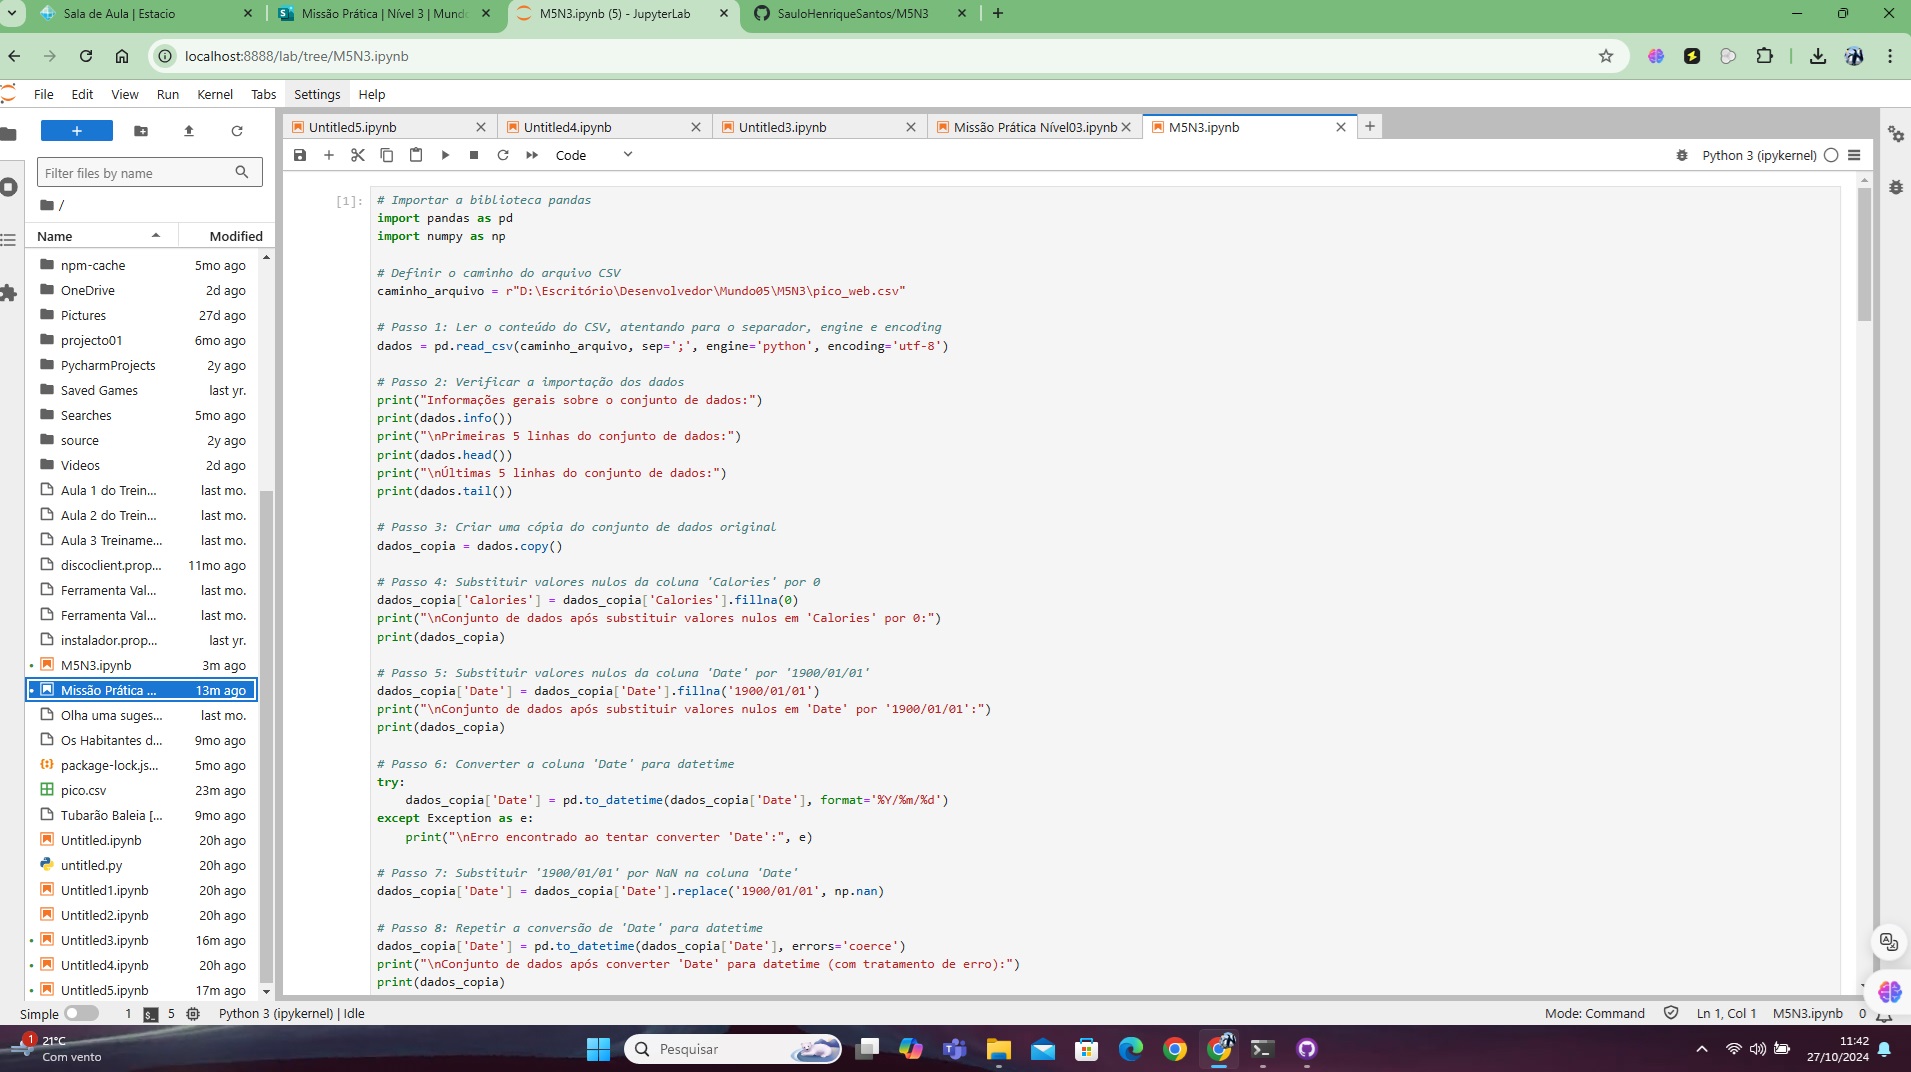 Sala de Aula | Estacio
Missão Prática | Nível 3 | Mund
M5N3.ipynb (5) - JupyterLab
SauloHenriqueSantos/M5N3
localhost:8888/lab/tree/M5N3.ipynb
File Edit View Run Kernel Tabs Settings Help
Untitled5.ipynb
Untitled4.ipynb
Untitled3.ipynb
Missão Prática Nível03.ipynb
M5N3.ipynb
Code
Python 3 (ipykernel)
Filter files by name
/
Name Modified
npm-cache 5mo ago
OneDrive 2d ago
Pictures 27d ago
projecto01 6mo ago
PycharmProjects 2y ago
Saved Games last yr.
Searches 5mo ago
source 2y ago
Videos 2d ago
Aula 1 do Trein... last mo.
Aula 2 do Trein... last mo.
Aula 3 Treiname... last mo.
discoclient.prop... 11mo ago
Ferramenta Val... last mo.
Ferramenta Val... last mo.
instalador.prop... last yr.
M5N3.ipynb 3m ago
Missão Prática ... 13m ago
Olha uma suges... last mo.
Os Habitantes d... 9mo ago
package-lock.js... 5mo ago
pico.csv 23m ago
Tubarão Baleia [... 9mo ago
Untitled.ipynb 20h ago
untitled.py 20h ago
Untitled1.ipynb 20h ago
Untitled2.ipynb 20h ago
Untitled3.ipynb 16m ago
Untitled4.ipynb 20h ago
Untitled5.ipynb 17m ago
[1]:
# Importar a biblioteca pandas
import pandas as pd
import numpy as np
# Definir o caminho do arquivo CSV
caminho_arquivo = r"D:\Escritório\Desenvolvedor\Mundo05\M5N3\pico_web.csv"
# Passo 1: Ler o conteúdo do CSV, atentando para o separador, engine e encoding
dados = pd.read_csv(caminho_arquivo, sep=';', engine='python', encoding='utf-8')
# Passo 2: Verificar a importação dos dados
print("Informações gerais sobre o conjunto de dados:")
print(dados.info())
print("\nPrimeiras 5 linhas do conjunto de dados:")
print(dados.head())
print("\nÚltimas 5 linhas do conjunto de dados:")
print(dados.tail())
# Passo 3: Criar uma cópia do conjunto de dados original
dados_copia = dados.copy()
# Passo 4: Substituir valores nulos da coluna 'Calories' por 0
dados_copia['Calories'] = dados_copia['Calories'].fillna(0)
print("\nConjunto de dados após substituir valores nulos em 'Calories' por 0:")
print(dados_copia)
# Passo 5: Substituir valores nulos da coluna 'Date' por '1900/01/01'
dados_copia['Date'] = dados_copia['Date'].fillna('1900/01/01')
print("\nConjunto de dados após substituir valores nulos em 'Date' por '1900/01/01':")
print(dados_copia)
# Passo 6: Converter a coluna 'Date' para datetime
try:
dados_copia['Date'] = pd.to_datetime(dados_copia['Date'], format='%Y/%m/%d')
except Exception as e:
print("\nErro encontrado ao tentar converter 'Date':", e)
# Passo 7: Substituir '1900/01/01' por NaN na coluna 'Date'
dados_copia['Date'] = dados_copia['Date'].replace('1900/01/01', np.nan)
# Passo 8: Repetir a conversão de 'Date' para datetime
dados_copia['Date'] = pd.to_datetime(dados_copia['Date'], errors='coerce')
print("\nConjunto de dados após converter 'Date' para datetime (com tratamento de erro):")
print(dados_copia)
Simple 1 5 Python 3 (ipykernel) | Idle
Mode: Command Ln 1, Col 1 M5N3.ipynb 0
1
21°C
Com vento
Pesquisar
11:42
27/10/2024